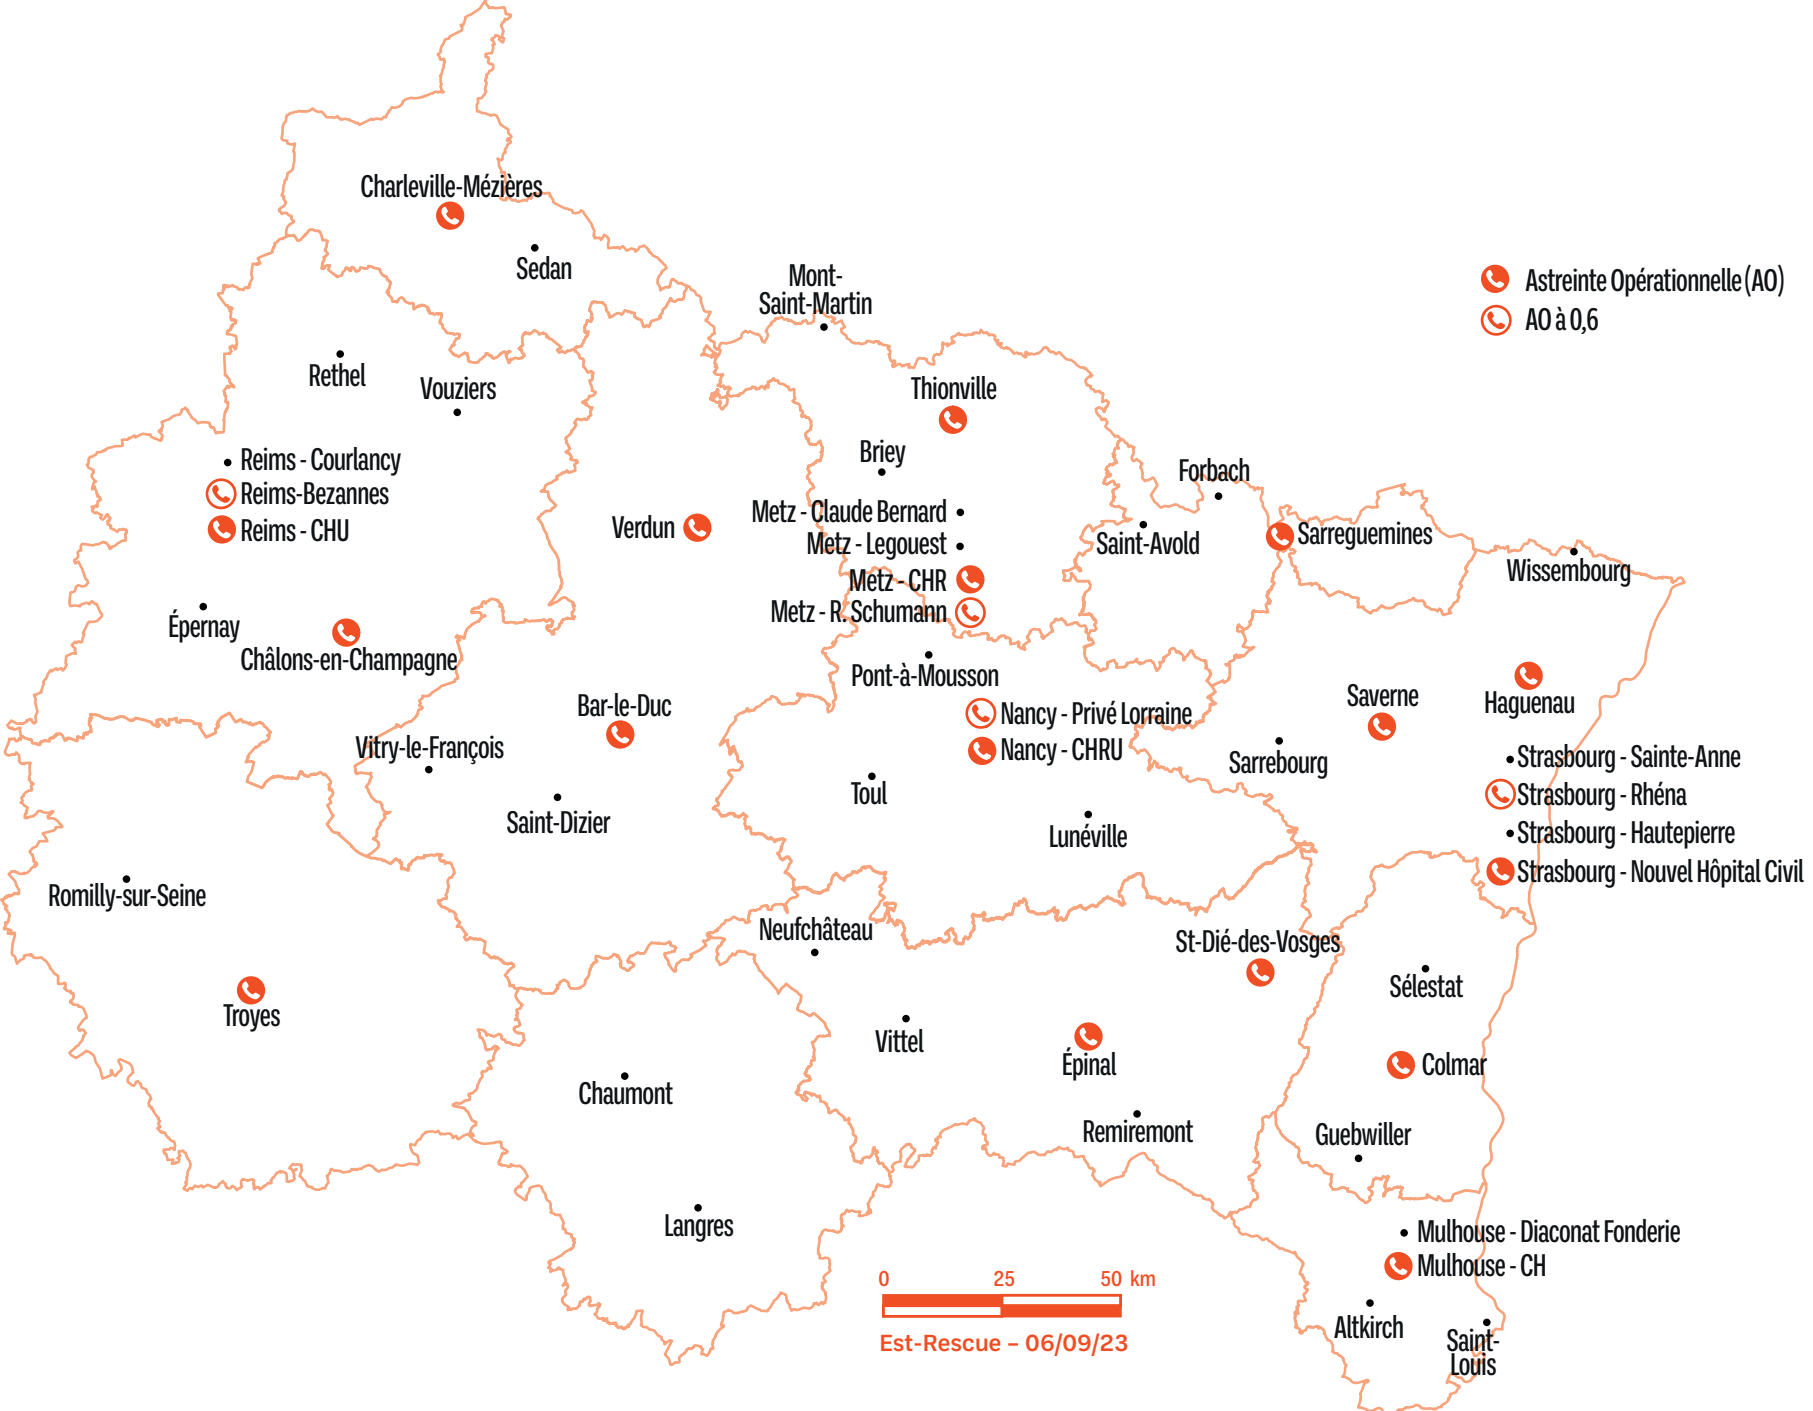 Charleville-Mézières
Sedan
Mont-
Saint-Martin
Astreinte Opérationnelle (AO)
AO à 0,6
Rethel
Vouziers
Thionville
Briey
Forbach
Reims - Courlancy
Reims-Bezannes
Reims - CHU
Verdun
Metz - Claude Bernard
Metz - Legouest
Metz - CHR
Metz - R. Schumann
Saint-Avold
Sarreguemines
Wissembourg
Épernay
Châlons-en-Champagne
Pont-à-Mousson
Bar-le-Duc
Nancy - Privé Lorraine
Nancy - CHRU
Saverne
Haguenau
Vitry-le-François
Sarrebourg
Strasbourg - Sainte-Anne
Strasbourg - Rhéna
Strasbourg - Hautepierre
Strasbourg - Nouvel Hôpital Civil
Toul
Saint-Dizier
Lunéville
Romilly-sur-Seine
Neufchâteau
St-Dié-des-Vosges
Sélestat
Troyes
Vittel
Épinal
Colmar
Chaumont
Remiremont
Guebwiller
Langres
Mulhouse - Diaconat Fonderie
Mulhouse - CH
0 25 50 km
Est-Rescue – 06/09/23
Altkirch
Saint-
Louis